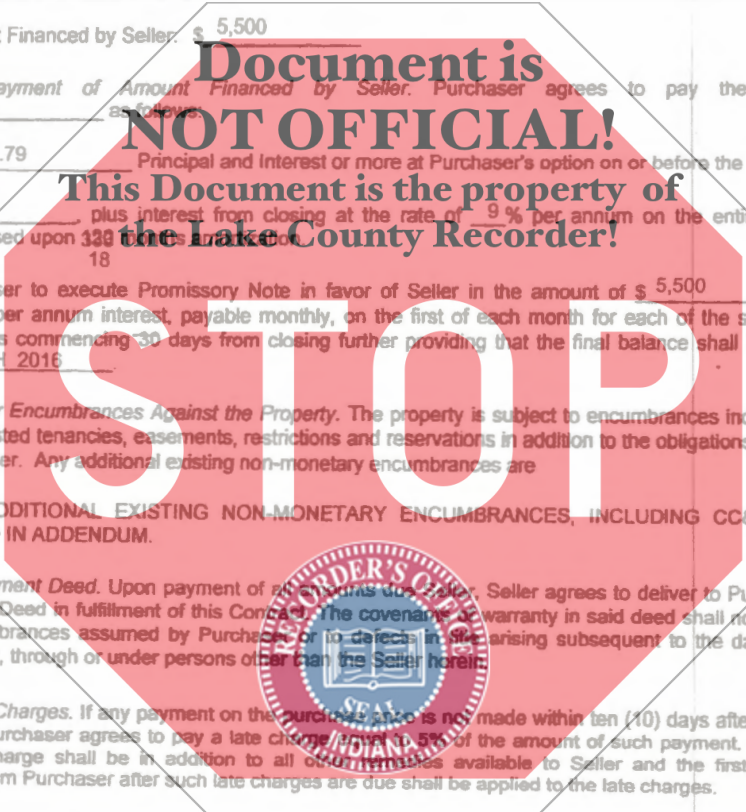 Financed by Seller: $ 5,500
Document is
ayment of Amount Financed by Seller. Purchaser agrees to pay the
as follows:
NOT OFFICIAL!
.79 Principal and Interest or more at Purchaser's option on or before the
This Document is the property of
plus interest from closing at the rate of 9 % per annum on the enti
sed upon
the Lake County Recorder!
18
er to execute Promissory Note in favor of Seller in the amount of $ 5,500
per annum interest, payable monthly, on the first of each month for each of the s
s commencing 30 days from closing further providing that the final balance shall
H 2016
STOP
r Encumbrances Against the Property. The property is subject to encumbrances inc
sted tenancies, easements, restrictions and reservations in addition to the obligations
er. Any additional existing non-monetary encumbrances are
DDITIONAL EXISTING NON-MONETARY ENCUMBRANCES, INCLUDING CC
IN ADDENDUM.
ment Deed. Upon payment of all amounts due Seller, Seller agrees to deliver to Pu
Deed in fulfillment of this Contract. The covenants of warranty in said deed shall no
brances assumed by Purchaser or to defects in title arising subsequent to the da
, through or under persons other than the Seller herein.
RECORDER'S OFFICE
SEAL
INDIANA
Charges. If any payment on the purchase price is not made within ten (10) days afte
urchaser agrees to pay a late charge equal to 5% of the amount of such payment.
harge shall be in addition to all other remedies available to Seller and the first
m Purchaser after such late charges are due shall be applied to the late charges.